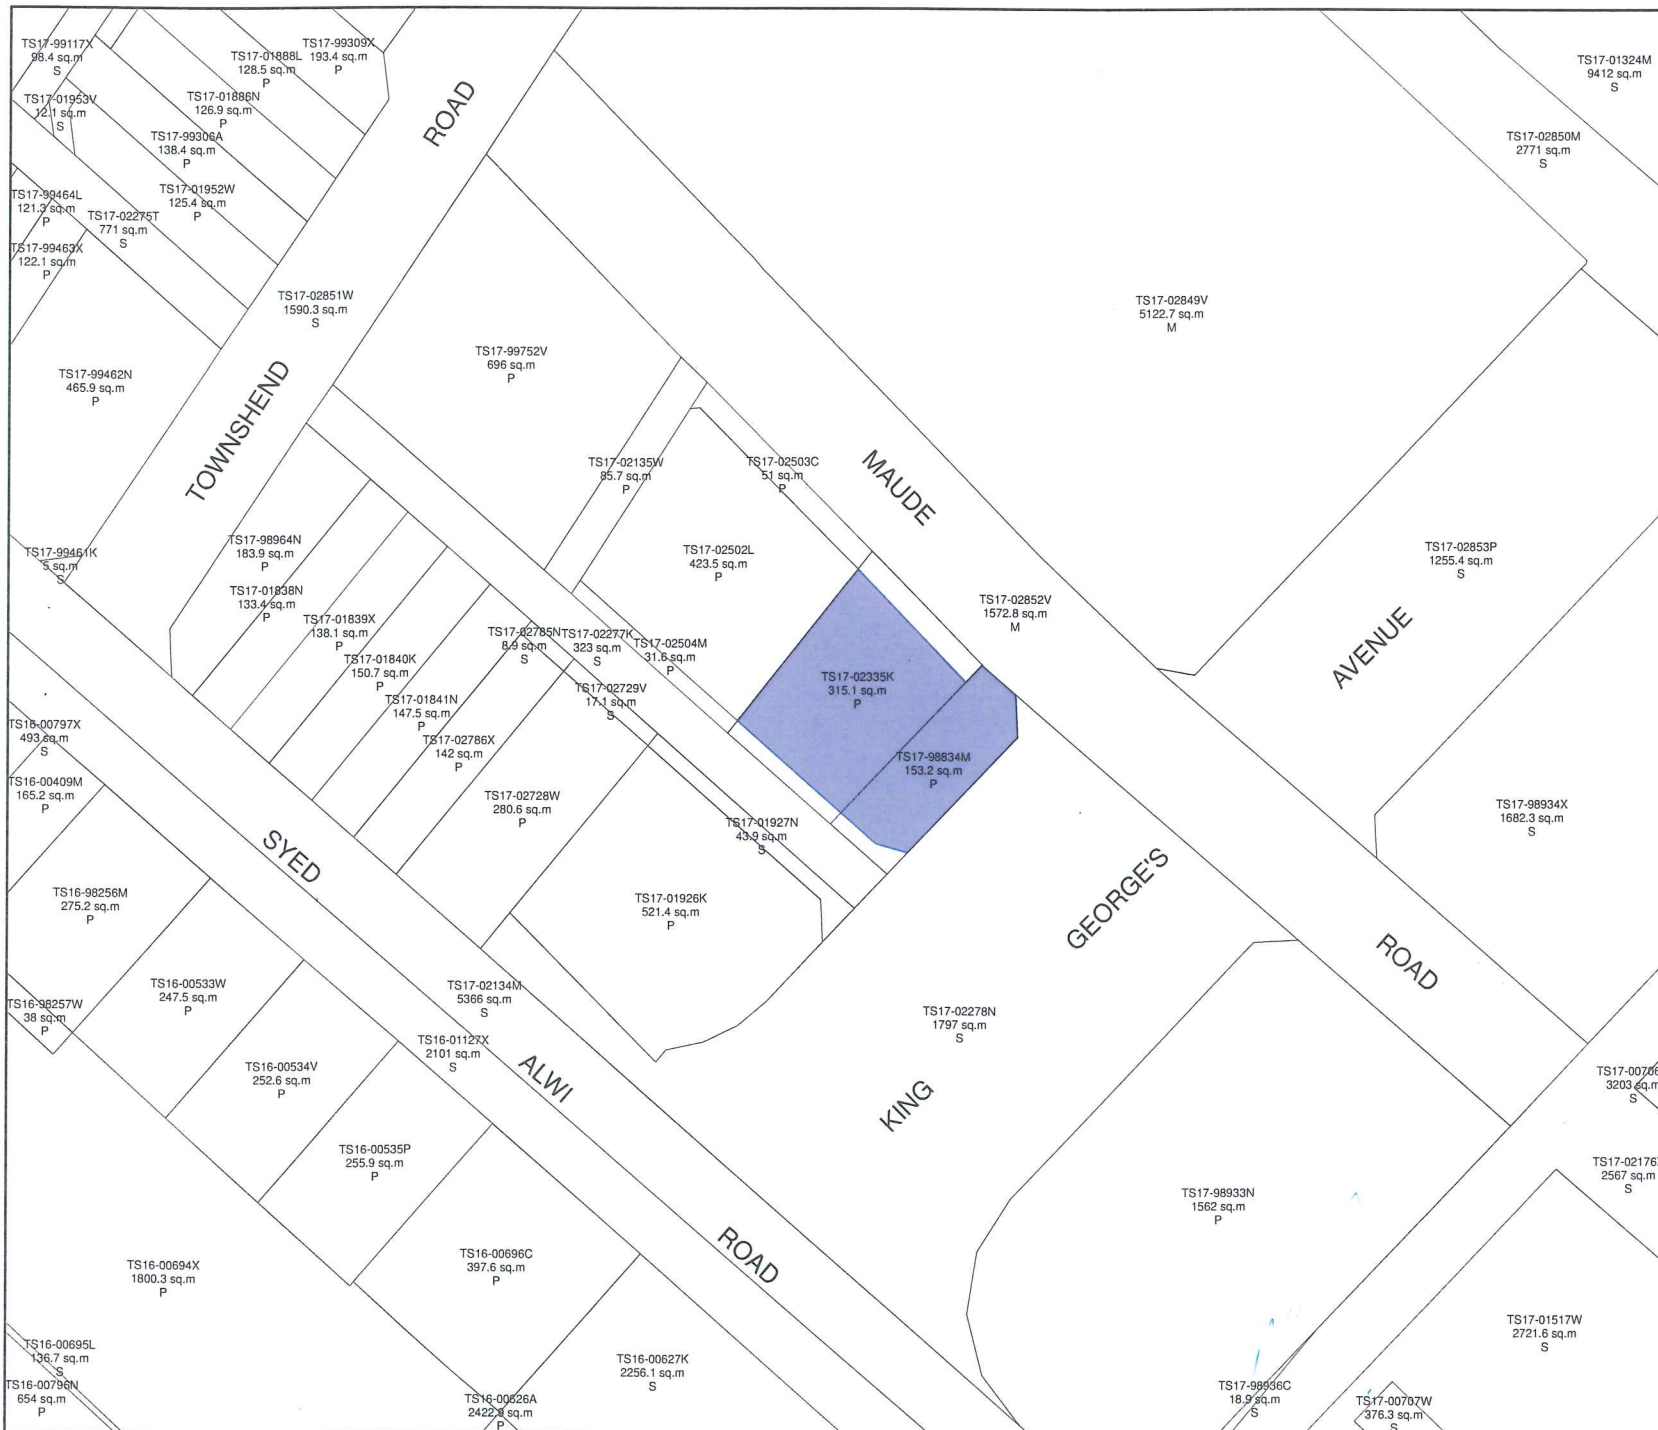 TS17-99117X
98.4 sq.m
S
TS17-01888L
128.5 sq.m
P
TS17-99309X
193.4 sq.m
P
TS17-01324M
9412 sq.m
S
TS17-01953V
12.1 sq.m
S
TS17-01886N
126.9 sq.m
P
ROAD
TS17-99306A
138.4 sq.m
P
TS17-02850M
2771 sq.m
S
TS17-99464L
121.3 sq.m
P
TS17-01952W
125.4 sq.m
P
TS17-02275T
771 sq.m
S
TS17-99463X
122.1 sq.m
P
TS17-02851W
1590.3 sq.m
S
TS17-02849V
5122.7 sq.m
M
TS17-99462N
465.9 sq.m
P
TS17-99752V
696 sq.m
P
TOWNSHEND
TS17-02135W
85.7 sq.m
P
TS17-02503C
51 sq.m
P
MAUDE
TS17-99461K
5 sq.m
S
TS17-98964N
183.9 sq.m
P
TS17-02502L
423.5 sq.m
P
TS17-02853P
1255.4 sq.m
S
TS17-01838N
133.4 sq.m
P
TS17-01839X
138.1 sq.m
P
TS17-02852V
1572.8 sq.m
M
AVENUE
TS17-01840K
150.7 sq.m
P
TS17-02785N
8.9 sq.m
S
TS17-02277K
323 sq.m
S
TS17-02504M
31.6 sq.m
P
TS17-02335K
315.1 sq.m
P
TS17-01841N
147.5 sq.m
P
TS17-02729V
17.1 sq.m
S
TS16-00797X
493 sq.m
S
TS17-02786X
142 sq.m
P
TS17-98834M
153.2 sq.m
P
TS16-00409M
165.2 sq.m
P
TS17-02728W
280.6 sq.m
P
TS17-01927N
43.9 sq.m
S
TS17-98934X
1682.3 sq.m
S
SYED
TS16-98256M
275.2 sq.m
P
TS17-01926K
521.4 sq.m
P
GEORGE'S
ROAD
TS16-98257W
38 sq.m
P
TS16-00533W
247.5 sq.m
P
TS17-02134M
5366 sq.m
S
TS17-02278N
1797 sq.m
S
TS16-01127X
2101 sq.m
S
TS16-00534V
252.6 sq.m
P
ALWI
KING
TS17-00706
3203 sq.m
S
TS16-00535P
255.9 sq.m
P
TS17-98933N
1562 sq.m
P
TS17-02176
2567 sq.m
S
ROAD
TS16-00694X
1800.3 sq.m
P
TS16-00696C
397.6 sq.m
P
TS17-01517W
2721.6 sq.m
S
TS16-00695L
136.7 sq.m
S
TS16-00627K
2256.1 sq.m
S
TS16-00796N
654 sq.m
P
TS16-00626A
2422.9 sq.m
P
TS17-98936C
18.9 sq.m
S
TS17-00707W
376.3 sq.m
S